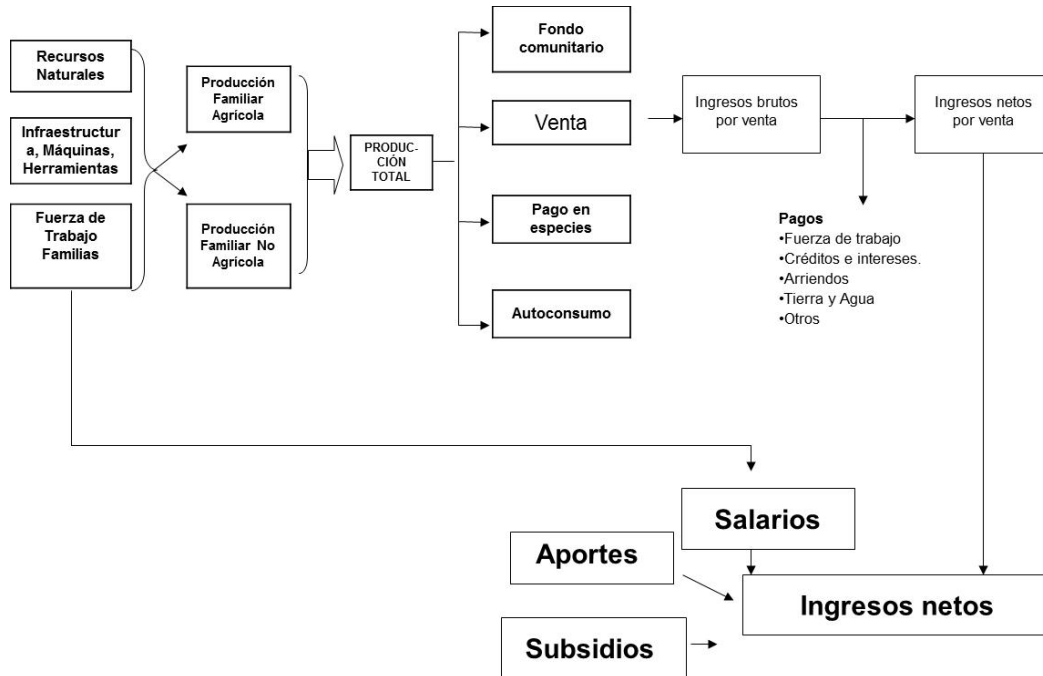 Recursos
Naturales
Infraestructur
a, Máquinas,
Herramientas
Fuerza de
Trabajo
Familias
Producción
Familiar
Agrícola
Producción
Familiar No
Agrícola
PRODUC-
CIÓN
TOTAL
Fondo
comunitario
Venta
Pago en
especies
Autoconsumo
Ingresos brutos
por venta
Ingresos netos
por venta
Pagos
•Fuerza de trabajo
•Créditos e intereses.
•Arriendos
•Tierra y Agua
•Otros
Salarios
Aportes
Ingresos netos
Subsidios